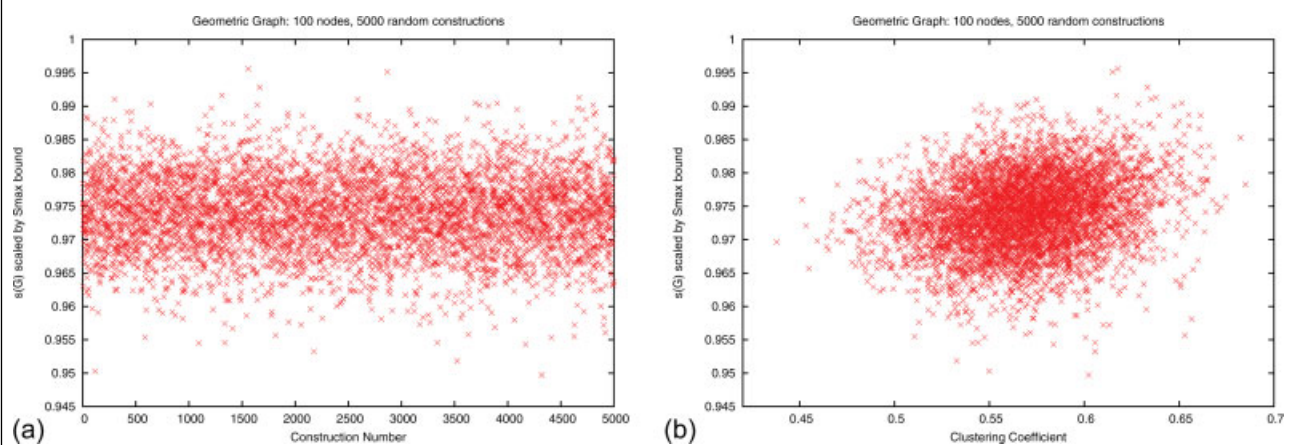 Geometric Graph: 100 nodes, 5000 random constructions
1
0.995
0.99
0.985
0.98
0.975
0.97
0.965
0.96
0.955
0.95
0.945
s(G) scaled by Smax bound
0 500 1000 1500 2000 2500 3000 3500 4000 4500 5000
Construction Number
(a)
Geometric Graph: 100 nodes, 5000 random constructions
1
0.995
0.99
0.985
0.98
0.975
0.97
0.965
0.96
0.955
0.95
0.945
s(G) scaled by Smax bound
0.45 0.5 0.55 0.6 0.65 0.7
Clustering Coefficient
(b)